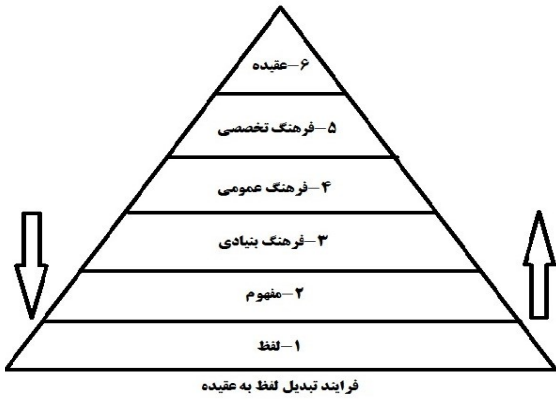 ۶-عقیده
۵-فرهنگ تخصصی
۴-فرهنگ عمومی
۳-فرهنگ بنیادی
۲-مفهوم
۱-لفظ
فرایند تبدیل لفظ به عقیده